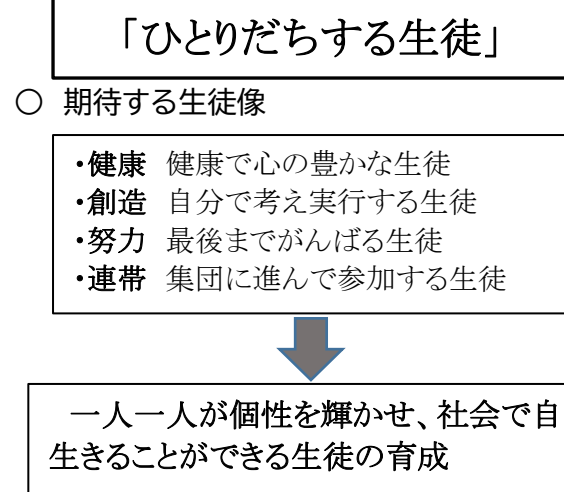 「ひとりだちする生徒」
○ 期待する生徒像
・健康 健康で心の豊かな生徒
・創造 自分で考え実行する生徒
・努力 最後までがんばる生徒
・連帯 集団に進んで参加する生徒
一人一人が個性を輝かせ、社会で自
生きることができる生徒の育成